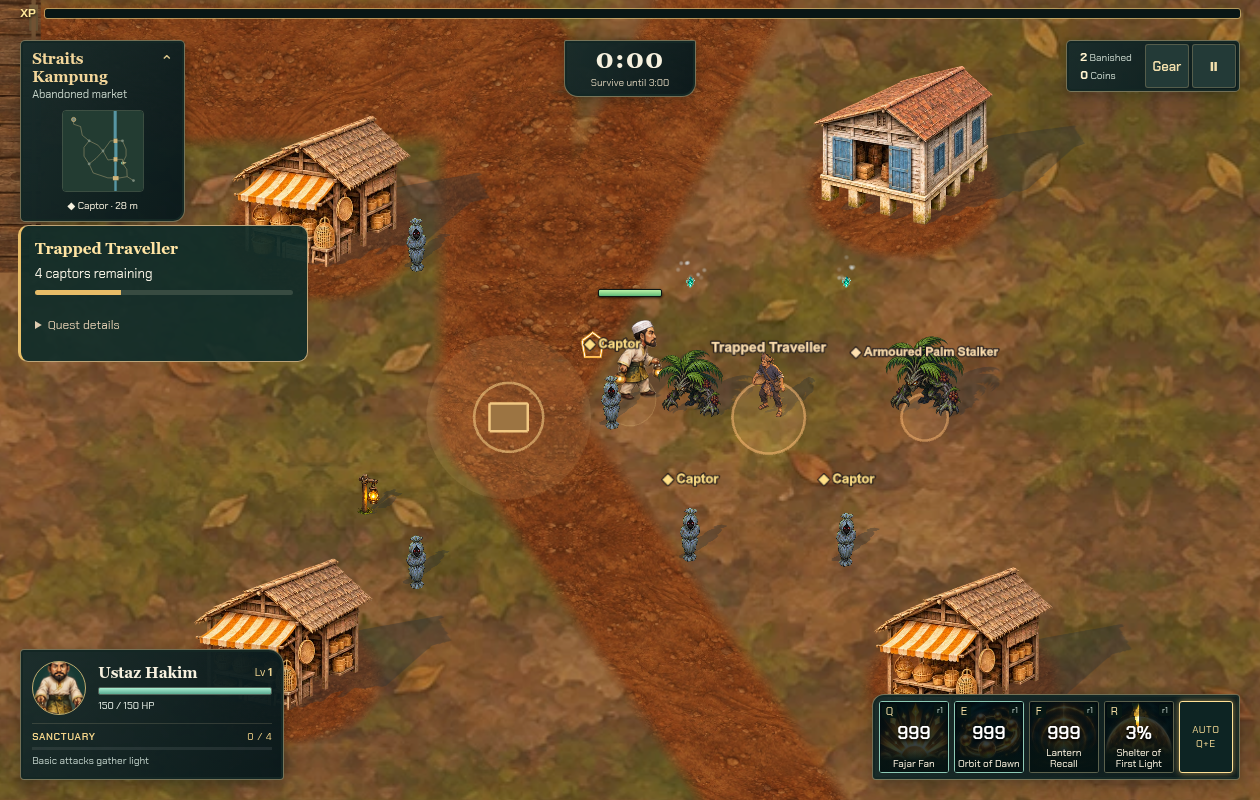 XP
Straits
Kampung
Abandoned market
◆ Captor · 28 m
0:00
Survive until 3:00
2 Banished
0 Coins
Gear
Trapped Traveller
4 captors remaining
Quest details
Captor
Trapped Traveller
Armoured Palm Stalker
Captor
Captor
Ustaz Hakim
Lv 1
150 / 150 HP
SANCTUARY
0 / 4
Basic attacks gather light
Q r1
999
Fajar Fan
E r1
999
Orbit of Dawn
F r1
999
Lantern
Recall
R r1
3%
Shelter of
First Light
AUTO
Q+E